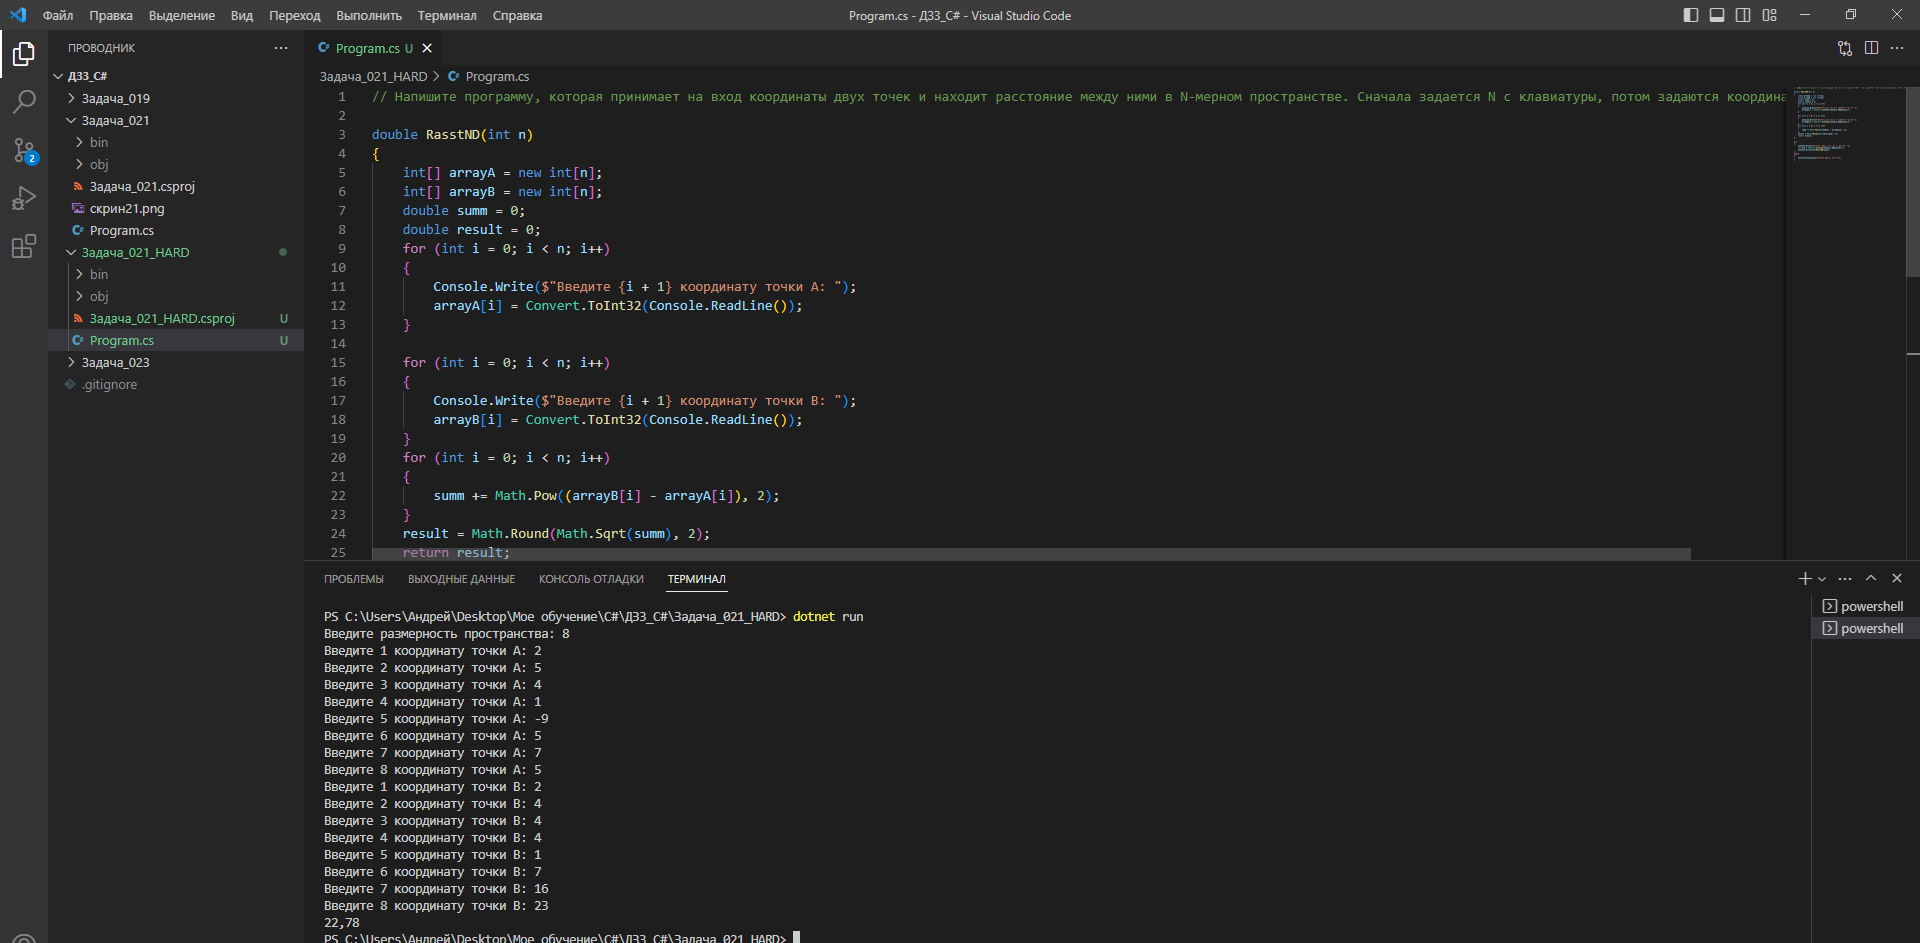 Файл Правка Выделение Вид Переход Выполнить Терминал Справка
Program.cs - ДЗ3_C# - Visual Studio Code
ПРОВОДНИК
ДЗ3_C#
Задача_019
Задача_021
bin
obj
Задача_021.csproj
скрин21.png
Program.cs
Задача_021_HARD
bin
obj
Задача_021_HARD.csproj U
Program.cs U
Задача_023
.gitignore
2
Program.cs U
Задача_021_HARD > Program.cs
1 // Напишите программу, которая принимает на вход координаты двух точек и находит расстояние между ними в N-мерном пространстве. Сначала задается N с клавиатуры, потом задаются координа
2
3 double RasstND(int n)
4 {
5 int[] arrayA = new int[n];
6 int[] arrayB = new int[n];
7 double summ = 0;
8 double result = 0;
9 for (int i = 0; i < n; i++)
10 {
11 Console.Write($"Введите {i + 1} координату точки A: ");
12 arrayA[i] = Convert.ToInt32(Console.ReadLine());
13 }
14
15 for (int i = 0; i < n; i++)
16 {
17 Console.Write($"Введите {i + 1} координату точки B: ");
18 arrayB[i] = Convert.ToInt32(Console.ReadLine());
19 }
20 for (int i = 0; i < n; i++)
21 {
22 summ += Math.Pow((arrayB[i] - arrayA[i]), 2);
23 }
24 result = Math.Round(Math.Sqrt(summ), 2);
25 return result;
ПРОБЛЕМЫ ВЫХОДНЫЕ ДАННЫЕ КОНСОЛЬ ОТЛАДКИ ТЕРМИНАЛ
PS C:\Users\Андрей\Desktop\Мое обучение\C#\ДЗ3_C#\Задача_021_HARD> dotnet run
Введите размерность пространства: 8
Введите 1 координату точки A: 2
Введите 2 координату точки A: 5
Введите 3 координату точки A: 4
Введите 4 координату точки A: 1
Введите 5 координату точки A: -9
Введите 6 координату точки A: 5
Введите 7 координату точки A: 7
Введите 8 координату точки A: 5
Введите 1 координату точки B: 2
Введите 2 координату точки B: 4
Введите 3 координату точки B: 4
Введите 4 координату точки B: 4
Введите 5 координату точки B: 1
Введите 6 координату точки B: 7
Введите 7 координату точки B: 16
Введите 8 координату точки B: 23
22,78
PS C:\Users\Андрей\Desktop\Мое обучение\C#\ДЗ3_C#\Задача_021_HARD>
powershell
powershell